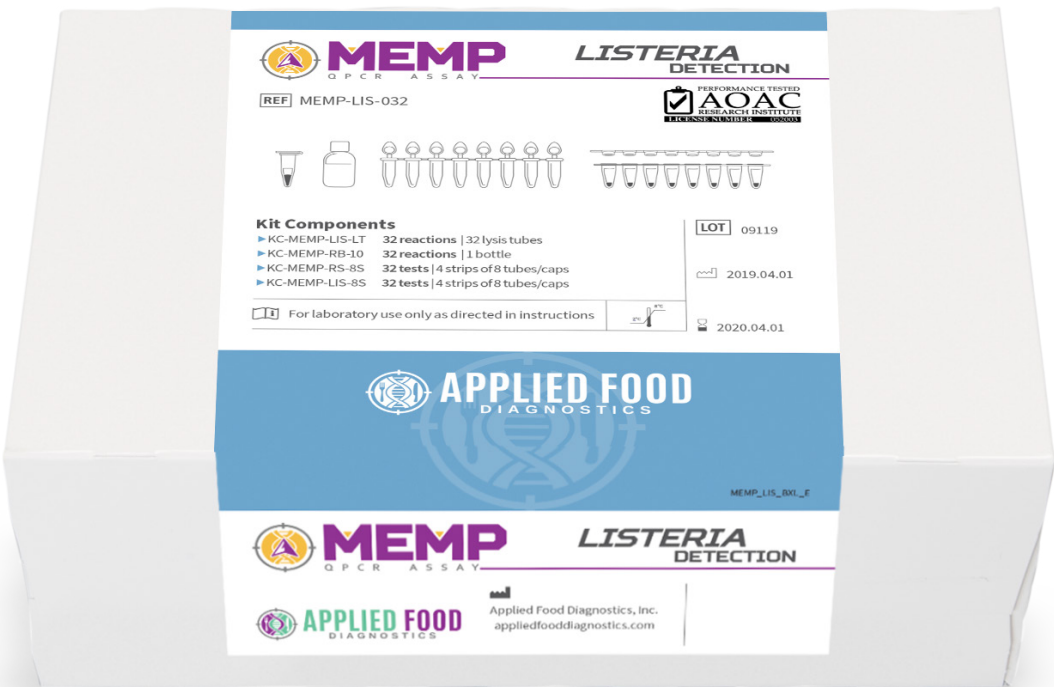 MEMP
QPCR ASSAY
LISTERIA
DETECTION
REF MEMP-LIS-032
PERFORMANCE TESTED
AOAC
RESEARCH INSTITUTE
LICENSE NUMBER 052003
Kit Components
KC-MEMP-LIS-LT 32 reactions | 32 lysis tubes
KC-MEMP-RB-10 32 reactions | 1 bottle
KC-MEMP-RS-8S 32 tests | 4 strips of 8 tubes/caps
KC-MEMP-LIS-8S 32 tests | 4 strips of 8 tubes/caps
LOT 09119
2019.04.01
2020.04.01
For laboratory use only as directed in instructions
2°C
8°C
APPLIED FOOD
DIAGNOSTICS
MEMP_LIS_BXL_E
MEMP
QPCR ASSAY
LISTERIA
DETECTION
APPLIED FOOD
DIAGNOSTICS
Applied Food Diagnostics, Inc.
appliedfooddiagnostics.com